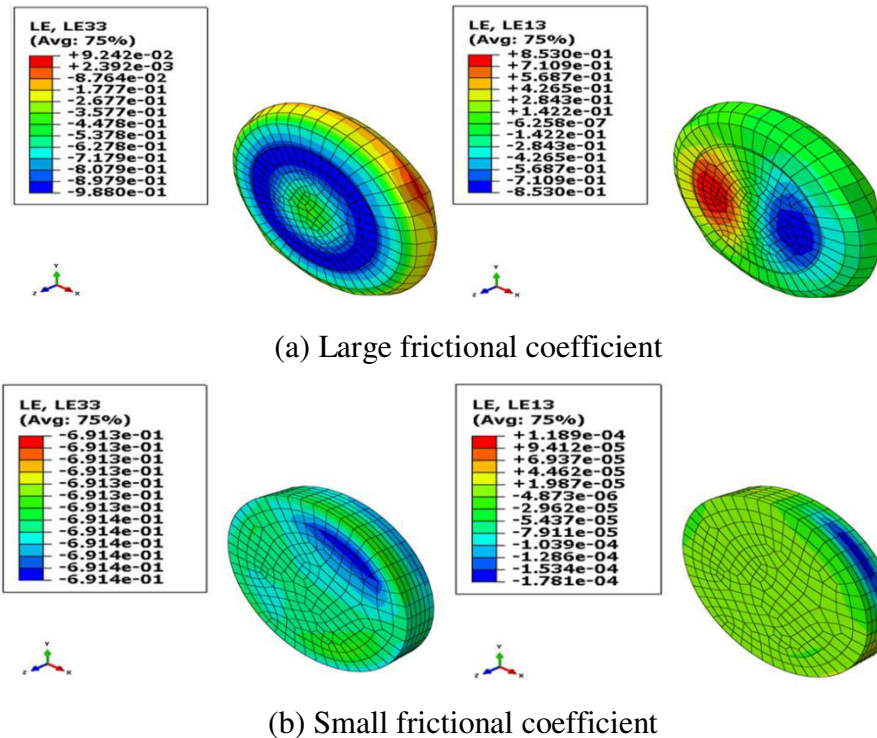 LE, LE33
(Avg: 75%)
+9.242e-02
+2.392e-03
-8.764e-02
-1.777e-01
-2.677e-01
-3.577e-01
-4.478e-01
-5.378e-01
-6.278e-01
-7.179e-01
-8.079e-01
-8.979e-01
-9.880e-01
Y
Z
X
LE, LE13
(Avg: 75%)
+8.530e-01
+7.109e-01
+5.687e-01
+4.265e-01
+2.843e-01
+1.422e-01
-6.258e-07
-1.422e-01
-2.843e-01
-4.265e-01
-5.687e-01
-7.109e-01
-8.530e-01
Y
Z
X
(a) Large frictional coefficient
LE, LE33
(Avg: 75%)
-6.913e-01
-6.913e-01
-6.913e-01
-6.913e-01
-6.913e-01
-6.913e-01
-6.914e-01
-6.914e-01
-6.914e-01
-6.914e-01
-6.914e-01
-6.914e-01
Y
Z
X
LE, LE13
(Avg: 75%)
+1.189e-04
+9.412e-05
+6.937e-05
+4.462e-05
+1.987e-05
-4.873e-06
-2.962e-05
-5.437e-05
-7.911e-05
-1.039e-04
-1.286e-04
-1.534e-04
-1.781e-04
Y
Z
X
(b) Small frictional coefficient